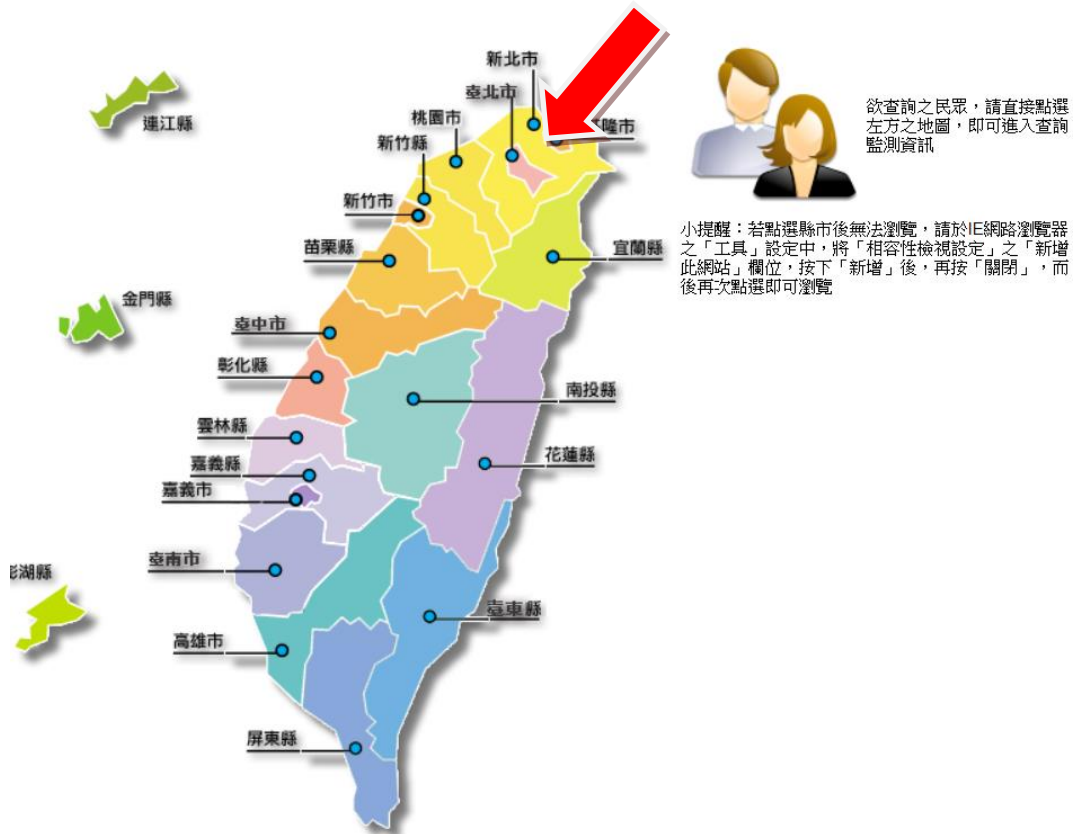 新北市
臺北市
桃園市
隆市
新竹縣
新竹市
苗栗縣
宜蘭縣
連江縣
金門縣
臺中市
彰化縣
南投縣
雲林縣
花蓮縣
嘉義縣
嘉義市
臺南市
澎湖縣
臺東縣
高雄市
屏東縣
欲查詢之民眾，請直接點選
左方之地圖，即可進入查詢
監測資訊
小提醒：若點選縣市後無法瀏覽，請於IE網路瀏覽器
之「工具」設定中，將「相容性檢視設定」之「新增
此網站」欄位，按下「新增」後，再按「關閉」，而
後再次點選即可瀏覽